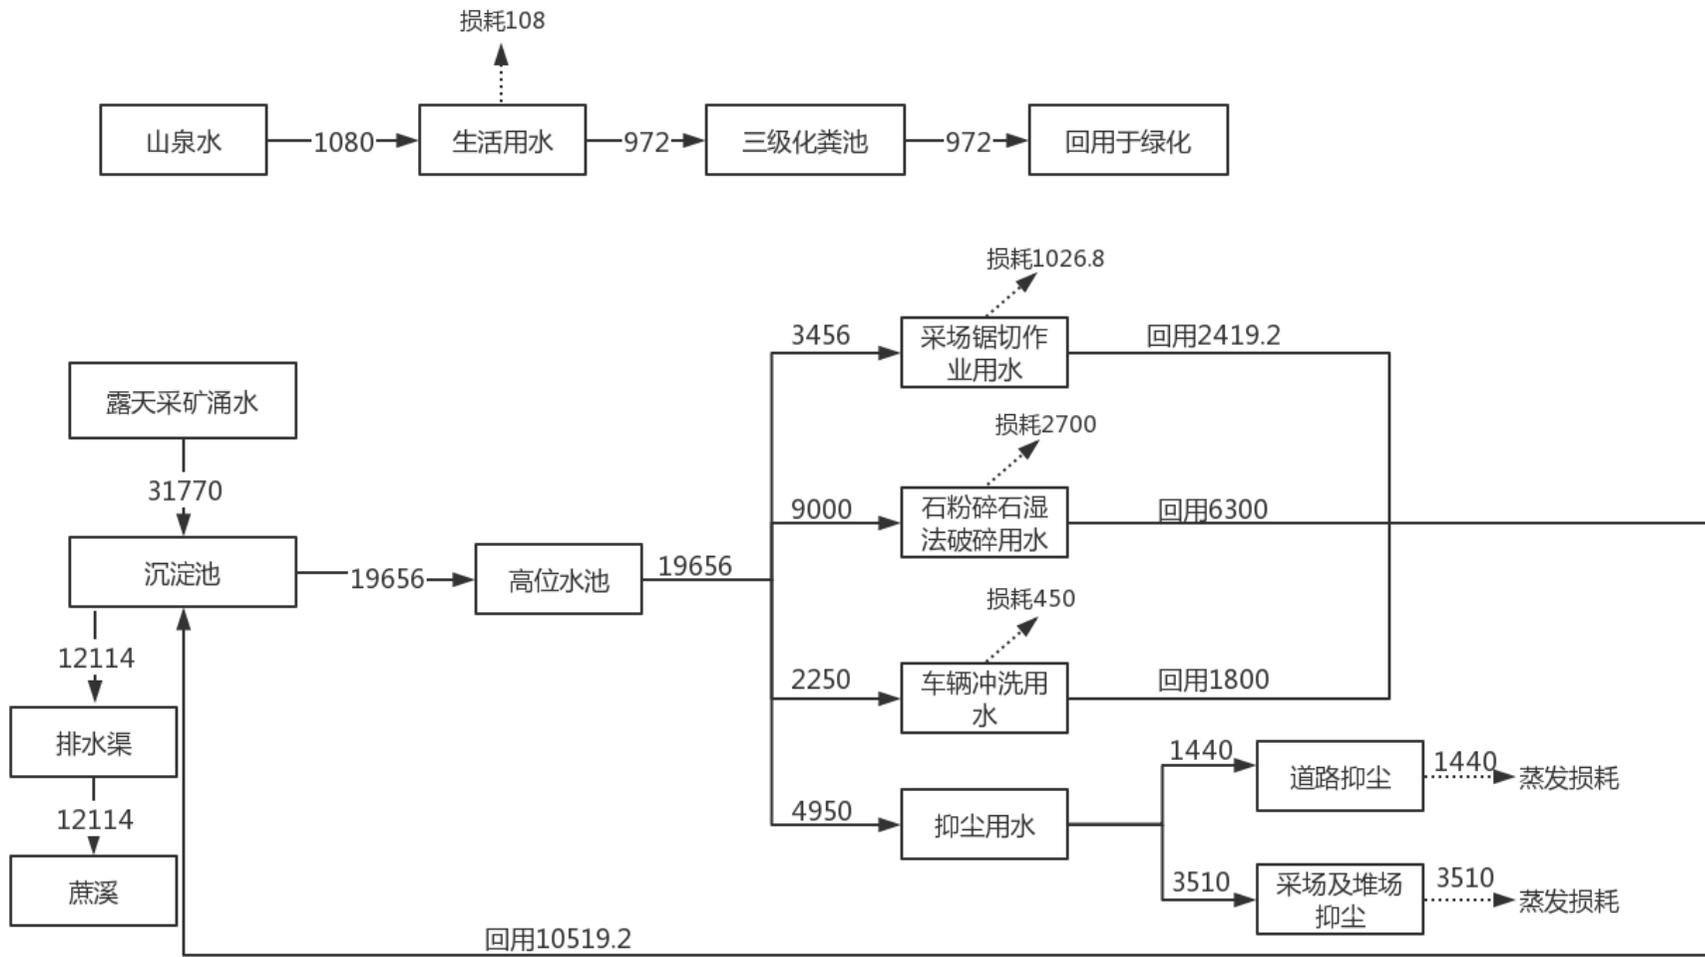 损耗108
山泉水
1080
生活用水
972
三级化粪池
972
回用于绿化
损耗1026.8
3456
采场锯切作
业用水
回用2419.2
露天采矿涌水
损耗2700
31770
9000
石粉碎石湿
法破碎用水
回用6300
沉淀池
19656
高位水池
19656
损耗450
12114
2250
车辆冲洗用
水
回用1800
排水渠
1440
道路抑尘
1440
蒸发损耗
12114
4950
抑尘用水
蔗溪
3510
采场及堆场
抑尘
3510
蒸发损耗
回用10519.2